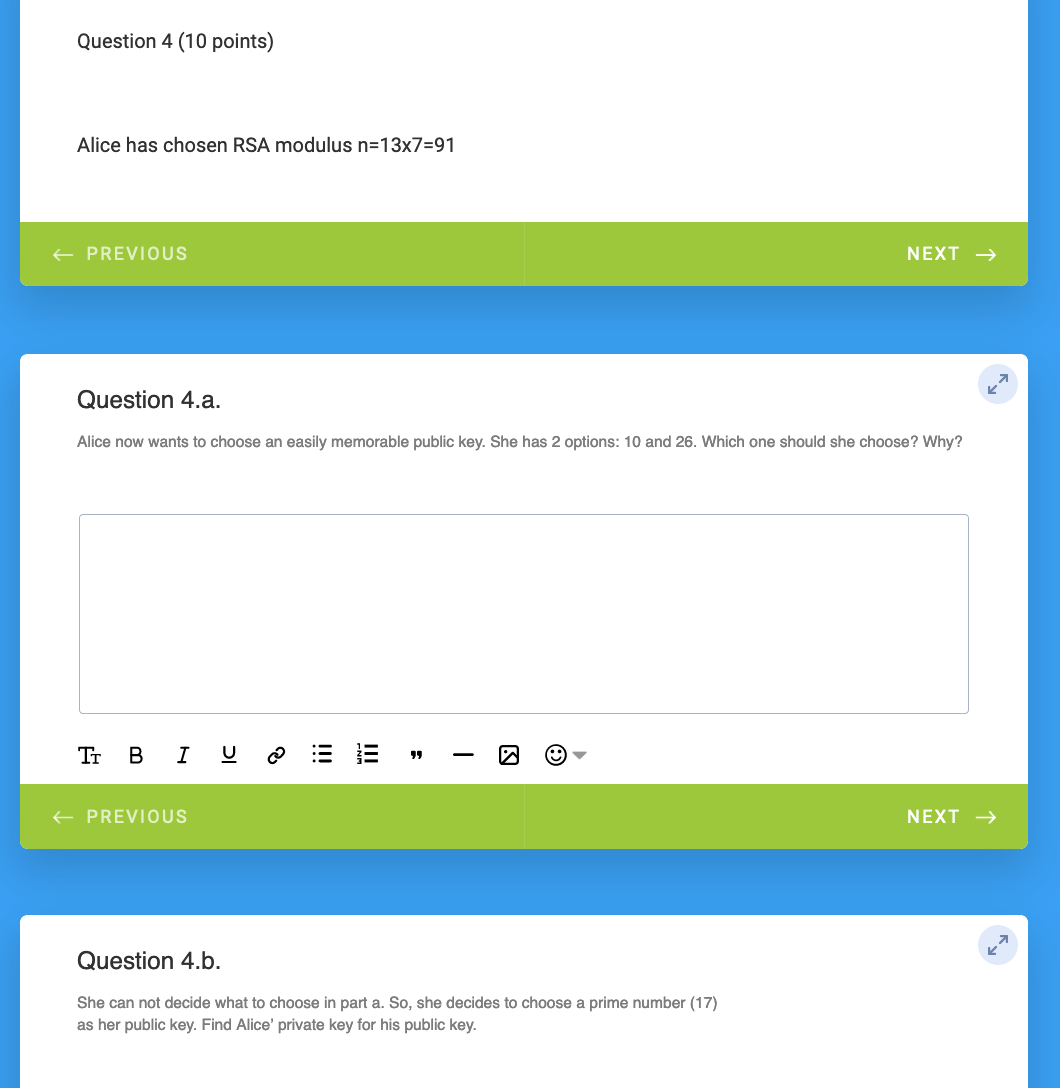 Question 4 (10 points)
Alice has chosen RSA modulus n=13x7=91
PREVIOUS
NEXT
Question 4.a.
Alice now wants to choose an easily memorable public key. She has 2 options: 10 and 26. Which one should she choose? Why?
PREVIOUS
NEXT
Question 4.b.
She can not decide what to choose in part a. So, she decides to choose a prime number (17)
as her public key. Find Alice’ private key for his public key.